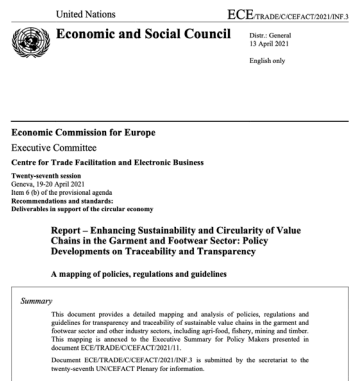 United Nations
ECE/TRADE/C/CEFACT/2021/INF.3
Economic and Social Council
Distr.: General
13 April 2021
English only
Economic Commission for Europe
Executive Committee
Centre for Trade Facilitation and Electronic Business
Twenty-seventh session
Geneva, 19-20 April 2021
Item 6 (b) of the provisional agenda
Recommendations and standards:
Deliverables in support of the circular economy
Report – Enhancing Sustainability and Circularity of Value
Chains in the Garment and Footwear Sector: Policy
Developments on Traceability and Transparency
A mapping of policies, regulations and guidelines
Summary
This document provides a detailed mapping and analysis of policies, regulations and
guidelines for transparency and traceability of sustainable value chains in the garment and
footwear sector and other industry sectors, including agri-food, fishery, mining and timber.
This mapping is annexed to the Executive Summary for Policy Makers presented in
document ECE/TRADE/C/CEFACT/2021/11.
Document ECE/TRADE/C/CEFACT/2021/INF.3 is submitted by the secretariat to the
twenty-seventh UN/CEFACT Plenary for information.